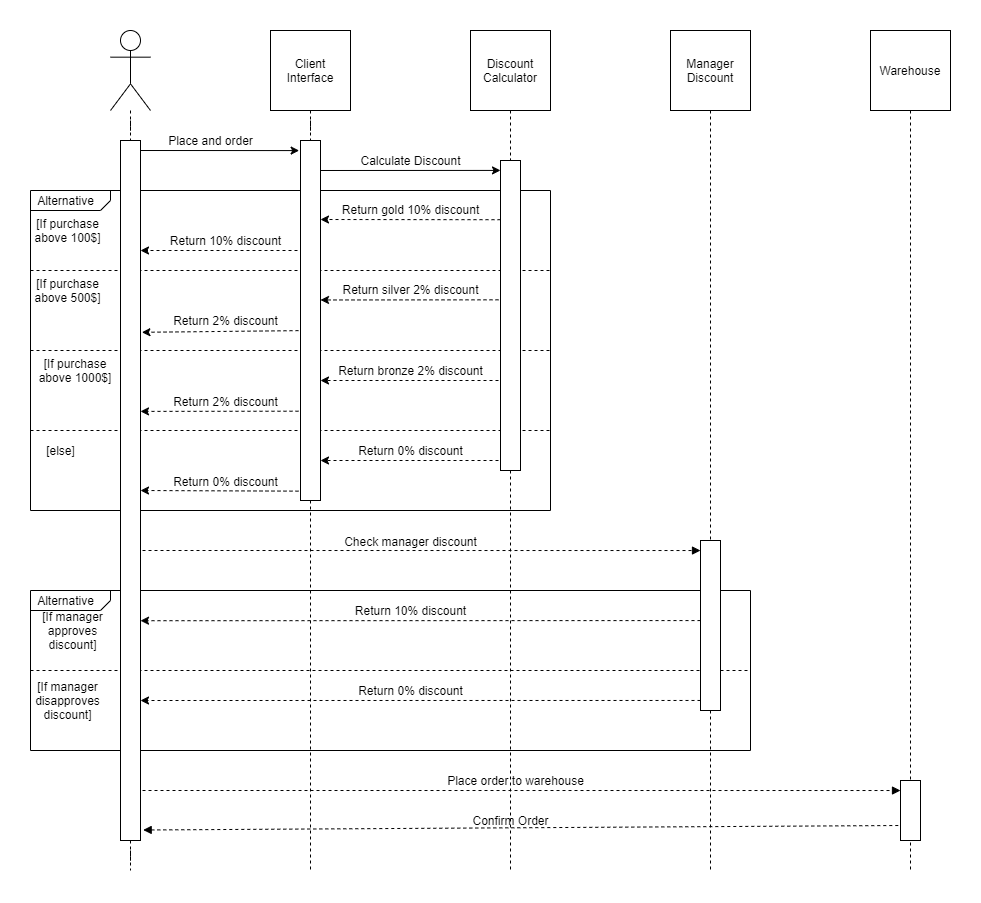 Client
Interface
Discount
Calculator
Manager
Discount
Warehouse
Place and order
Calculate Discount
Alternative
[If purchase
above 100$]
Return gold 10% discount
Return 10% discount
[If purchase
above 500$]
Return silver 2% discount
Return 2% discount
[If purchase
above 1000$]
Return bronze 2% discount
Return 2% discount
[else]
Return 0% discount
Return 0% discount
Check manager discount
Alternative
[If manager
approves
discount]
Return 10% discount
[If manager
disapproves
discount]
Return 0% discount
Place order to warehouse
Confirm Order